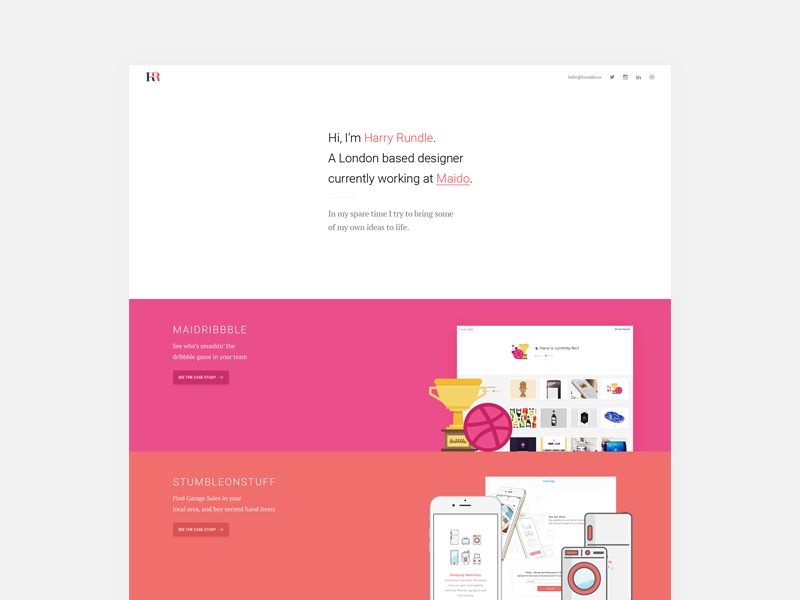 HR
Hi, I'm Harry Rundle.
A London based designer
currently working at Maido.
In my spare time I try to bring some
of my own ideas to life.
MAIDRIBBBLE
See who's smashin' the
dribbble game in your team
SEE THE CASE STUDY →
Harry is currently No.1
dribbble
STUMBLEONSTUFF
Find Garage Sales in your
local area, and buy second hand items
SEE THE CASE STUDY →
Shopping Made Easy